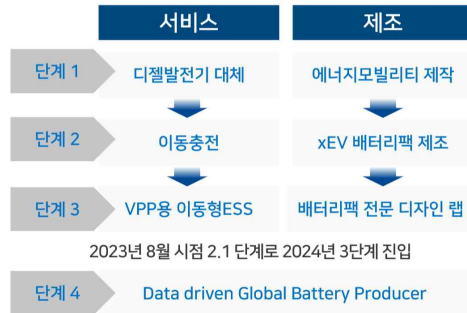 서비스 제조
단계 1 디젤발전기 대체 에너지모빌리티 제작
단계 2 이동충전 xEV 배터리팩 제조
단계 3 VPP용 이동형ESS 배터리팩 전문 디자인 랩
2023년 8월 시점 2.1 단계로 2024년 3단계 진입
단계 4 Data driven Global Battery Producer